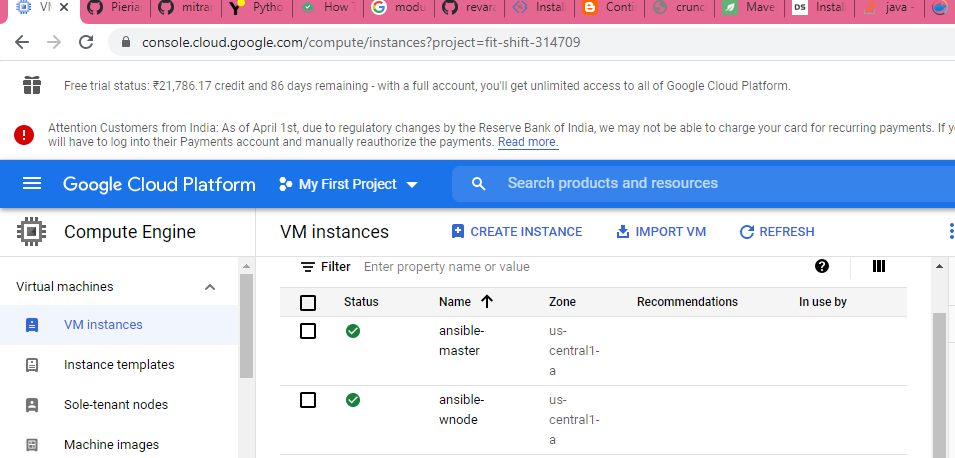 VM
Pieria
mitrar
Pytho
How T
modu
revara
Install
Conti
crunc
Mave
Instal
java -
console.cloud.google.com/compute/instances?project=fit-shift-314709
Free trial status: ₹21,786.17 credit and 86 days remaining - with a full account, you'll get unlimited access to all of Google Cloud Platform.
Attention Customers from India: As of April 1st, due to regulatory changes by the Reserve Bank of India, we may not be able to charge your card for recurring payments. If y
will have to log into their Payments account and manually reauthorize the payments. Read more.
Google Cloud Platform My First Project Search products and resources
Compute Engine VM instances CREATE INSTANCE IMPORT VM REFRESH
Filter Enter property name or value
Virtual machines
Status Name Zone Recommendations In use by
VM instances
ansible-
master
us-
central1-
a
Instance templates
Sole-tenant nodes
ansible-
wnode
us-
central1-
a
Machine images